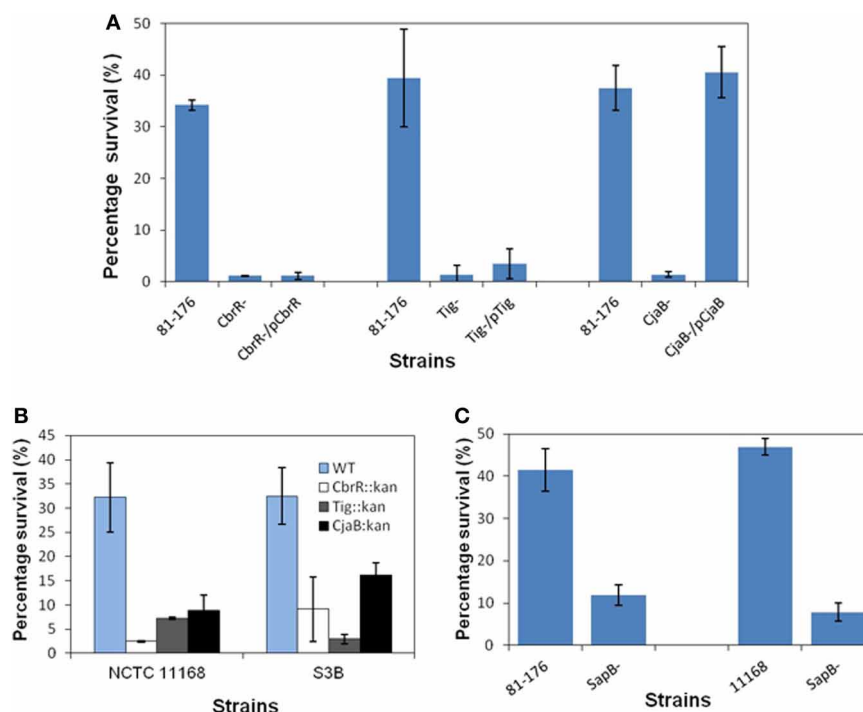 A
Percentage survival (%)
50
40
30
20
10
0
81-176
CbrR-
CbrR-/pCbrR
81-176
Tig-
Tig-/pTig
81-176
CjaB-
CjaB-/pCjaB
Strains
B
Percentage survival (%)
45
40
35
30
25
20
15
10
5
0
WT
CbrR::kan
Tig::kan
CjaB:kan
NCTC 11168
S3B
Strains
C
Percentage survival (%)
50
40
30
20
10
0
81-176
SapB-
11168
SapB-
Strains